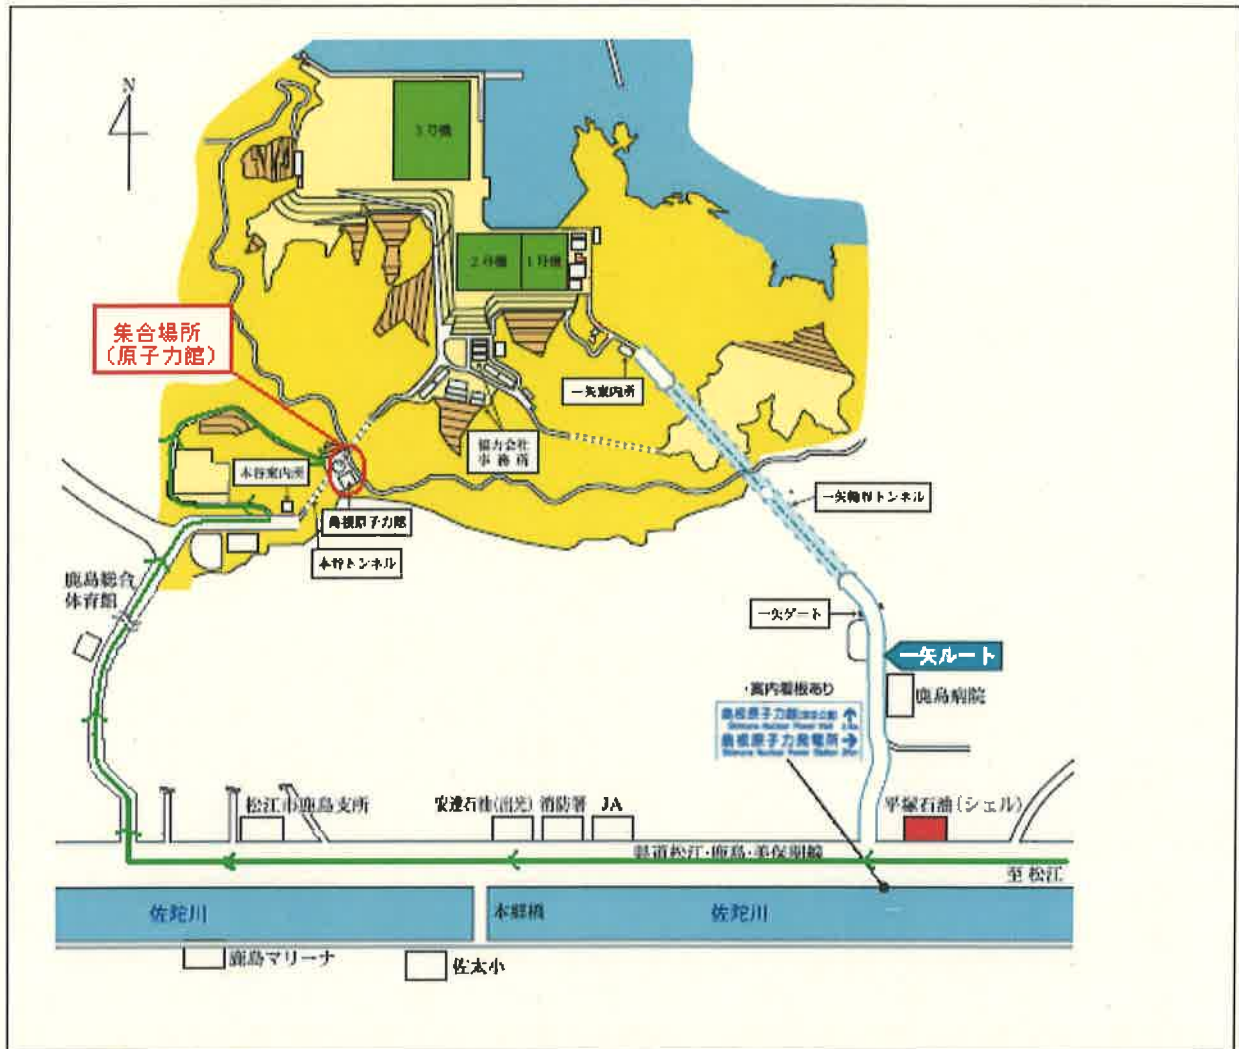 N
3号機
2号機
1号機
集合場所
(原子力館)
一矢案内所
協力会社
事務所
本谷案内所
島根原子力館
本谷トンネル
一矢輪谷トンネル
鹿島総合
体育館
一矢ゲート
一矢ルート
・案内看板あり
鹿島病院
島根原子力館
島根原子力発電所
松江市鹿島支所
安達石油(出光)
消防署
JA
平塚石油(シェル)
県道松江・鹿島・美保関線
至 松江
佐陀川
本郷橋
佐陀川
鹿島マリーナ
佐太小